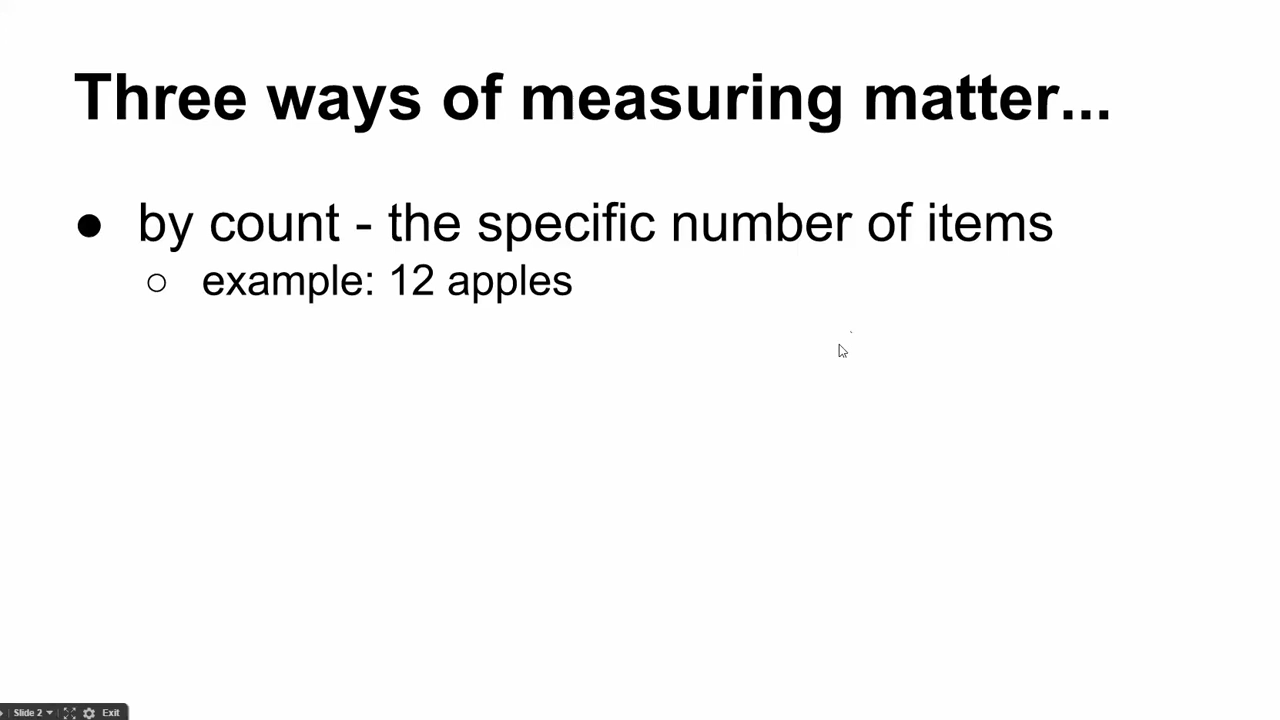 Three ways of measuring matter...
● by count - the specific number of items
○ example: 12 apples
Slide 2 Exit